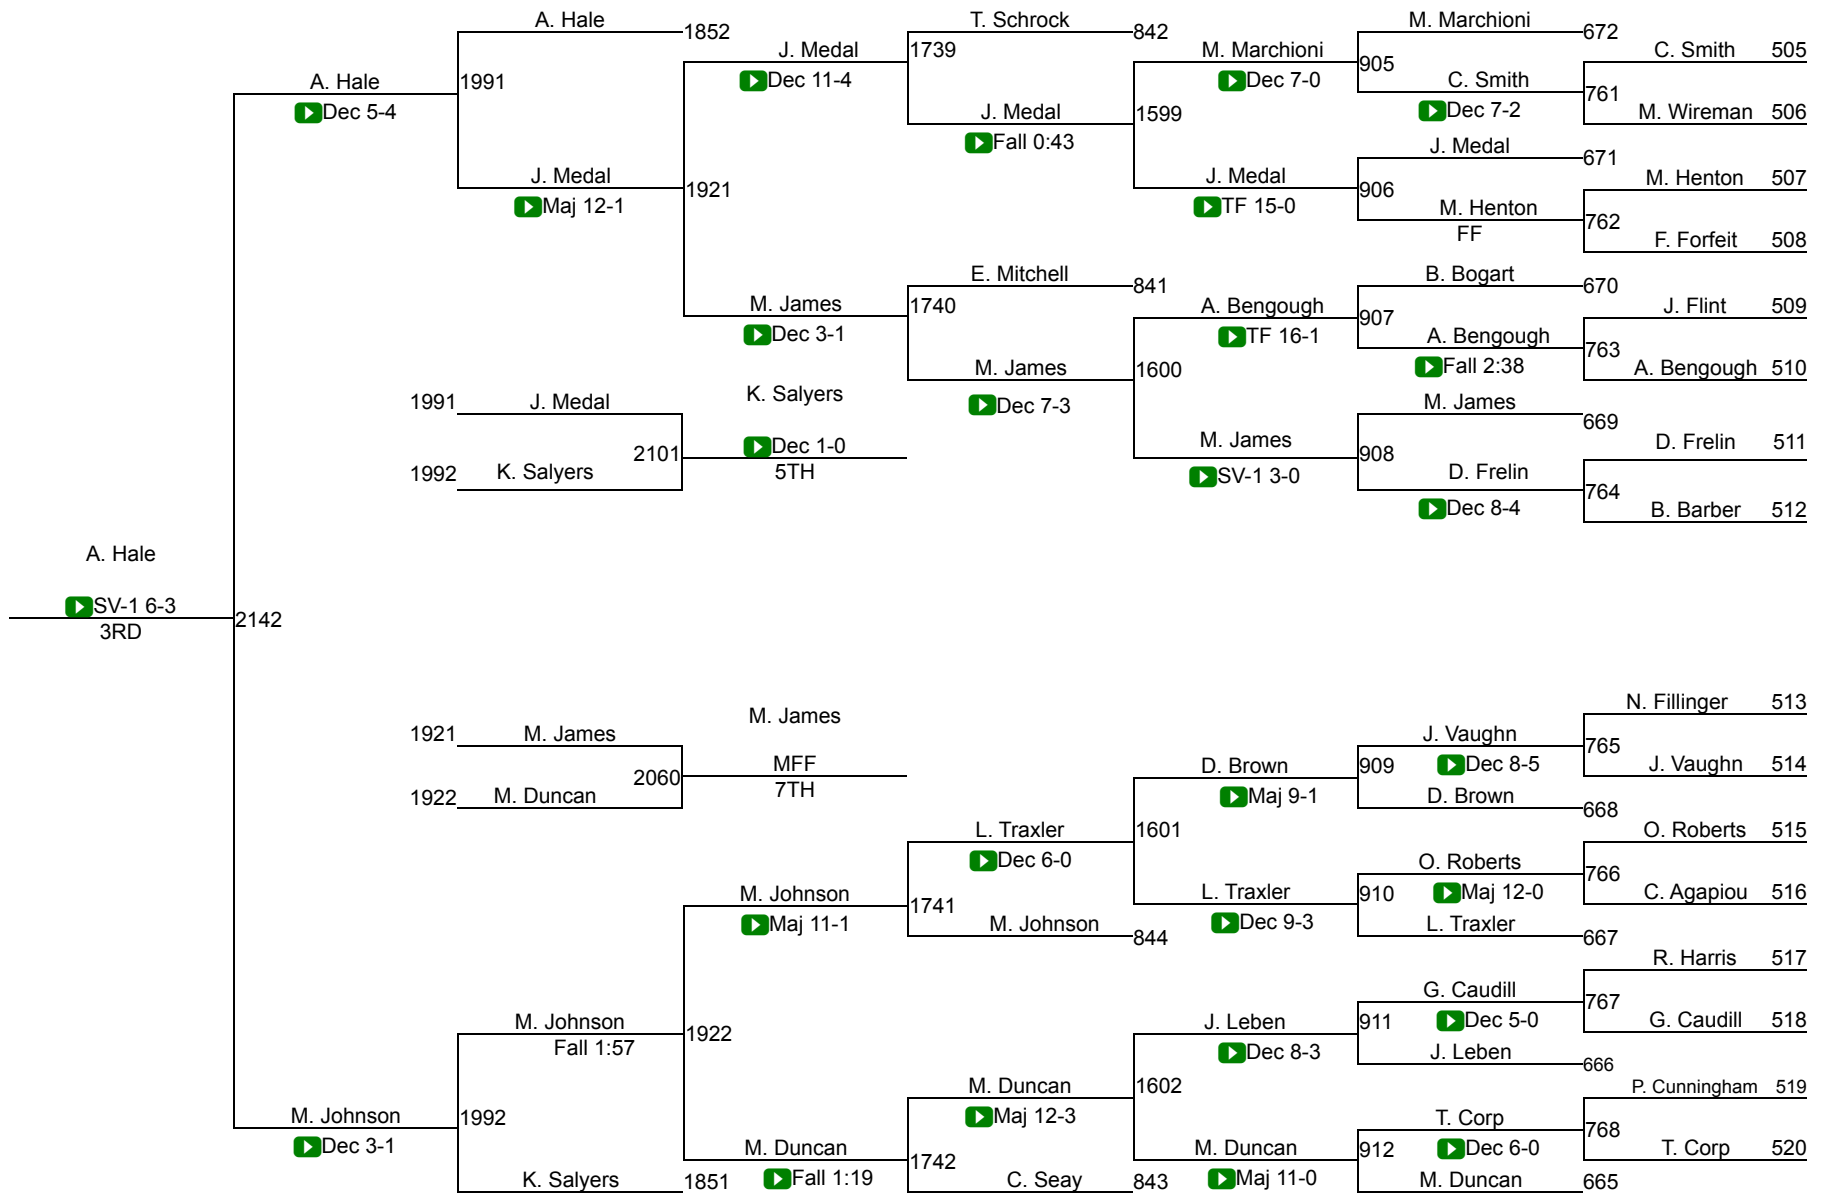 A. Hale
1852
T. Schrock
842
M. Marchioni
672
J. Medal
1739
M. Marchioni
C. Smith 505
Dec 11-4
Dec 7-0
905
A. Hale
1991
C. Smith
761
Dec 5-4
J. Medal
1599
Dec 7-2
M. Wireman 506
Fall 0:43
J. Medal
671
J. Medal
1921
J. Medal
906
M. Henton 507
Maj 12-1
TF 15-0
M. Henton
762
FF
F. Forfeit 508
E. Mitchell
841
B. Bogart
670
M. James
1740
A. Bengough
907
J. Flint 509
Dec 3-1
TF 16-1
A. Bengough
763
M. James
1600
Fall 2:38
A. Bengough 510
1991
J. Medal
K. Salyers
Dec 7-3
M. James
669
2101
Dec 1-0
M. James
908
D. Frelin 511
1992
K. Salyers
5TH
SV-1 3-0
D. Frelin
764
Dec 8-4
B. Barber 512
A. Hale
SV-1 6-3
2142
3RD
N. Fillinger 513
1921
M. James
M. James
J. Vaughn
765
2060
MFF
D. Brown
909
Dec 8-5
J. Vaughn 514
1922
M. Duncan
7TH
Maj 9-1
D. Brown
668
L. Traxler
1601
O. Roberts 515
Dec 6-0
O. Roberts
766
M. Johnson
1741
L. Traxler
910
Maj 12-0
C. Agapiou 516
Maj 11-1
M. Johnson
844
Dec 9-3
L. Traxler
667
R. Harris 517
G. Caudill
767
M. Johnson
1922
J. Leben
911
Dec 5-0
G. Caudill 518
Fall 1:57
Dec 8-3
J. Leben
666
M. Duncan
1602
P. Cunningham 519
M. Johnson
1992
Maj 12-3
T. Corp
768
Dec 3-1
M. Duncan
1742
M. Duncan
912
Dec 6-0
T. Corp 520
K. Salyers
1851
Fall 1:19
C. Seay
843
Maj 11-0
M. Duncan
665